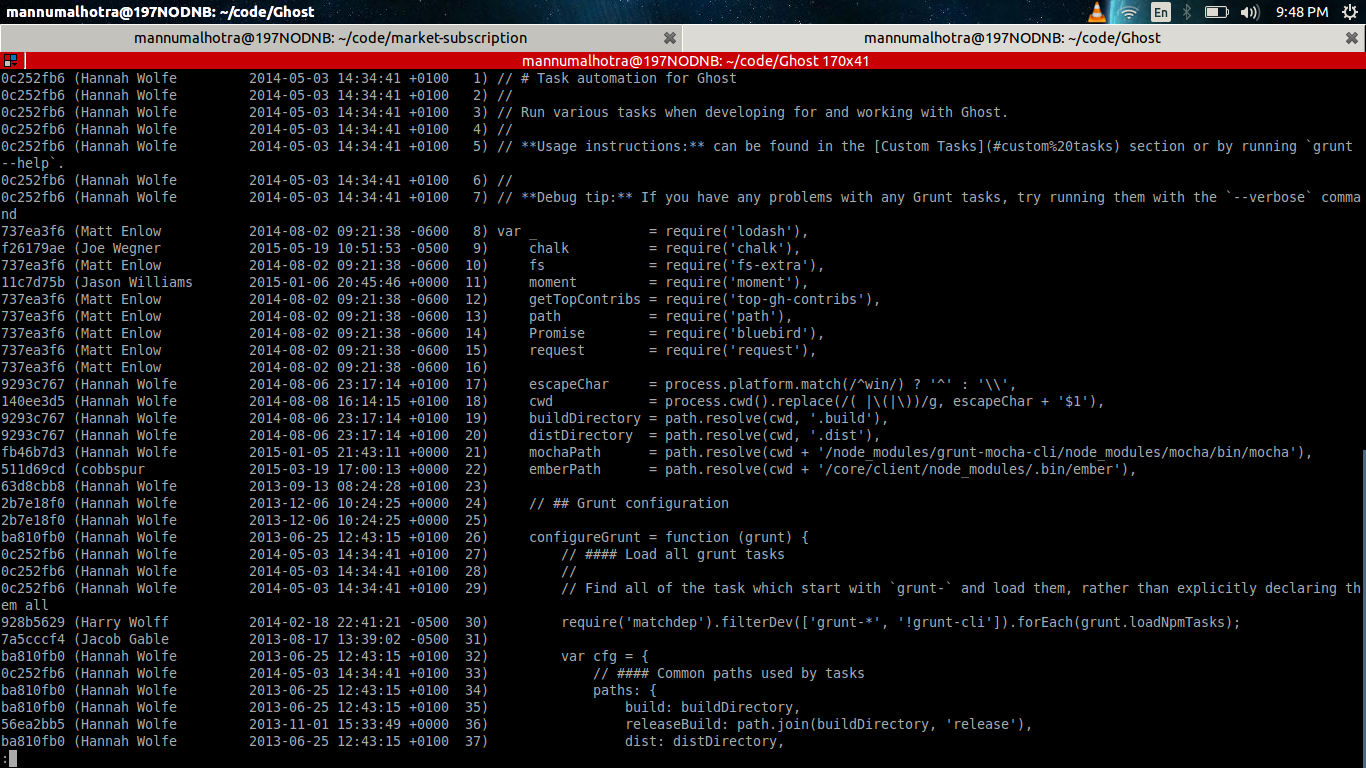 mannumalhotra@197NODNB: ~/code/Ghost En 9:48 PM
mannumalhotra@197NODNB: ~/code/market-subscription mannumalhotra@197NODNB: ~/code/Ghost
mannumalhotra@197NODNB: ~/code/Ghost 170x41
0c252fb6 (Hannah Wolfe         2014-05-03 14:34:41 +0100   1) // # Task automation for Ghost
0c252fb6 (Hannah Wolfe         2014-05-03 14:34:41 +0100   2) //
0c252fb6 (Hannah Wolfe         2014-05-03 14:34:41 +0100   3) // Run various tasks when developing for and working with Ghost.
0c252fb6 (Hannah Wolfe         2014-05-03 14:34:41 +0100   4) //
0c252fb6 (Hannah Wolfe         2014-05-03 14:34:41 +0100   5) // **Usage instructions:** can be found in the [Custom Tasks](#custom%20tasks) section or by running `grunt
--help`.
0c252fb6 (Hannah Wolfe         2014-05-03 14:34:41 +0100   6) //
0c252fb6 (Hannah Wolfe         2014-05-03 14:34:41 +0100   7) // **Debug tip:** If you have any problems with any Grunt tasks, try running them with the `--verbose` comma
nd
737ea3f6 (Matt Enlow           2014-08-02 09:21:38 -0600   8) var _              = require('lodash'),
f26179ae (Joe Wegner           2015-05-19 10:51:53 -0500   9)     chalk          = require('chalk'),
737ea3f6 (Matt Enlow           2014-08-02 09:21:38 -0600  10)     fs             = require('fs-extra'),
11c7d75b (Jason Williams       2015-01-06 20:45:46 +0000  11)     moment         = require('moment'),
737ea3f6 (Matt Enlow           2014-08-02 09:21:38 -0600  12)     getTopContribs = require('top-gh-contribs'),
737ea3f6 (Matt Enlow           2014-08-02 09:21:38 -0600  13)     path           = require('path'),
737ea3f6 (Matt Enlow           2014-08-02 09:21:38 -0600  14)     Promise        = require('bluebird'),
737ea3f6 (Matt Enlow           2014-08-02 09:21:38 -0600  15)     request        = require('request'),
737ea3f6 (Matt Enlow           2014-08-02 09:21:38 -0600  16)
9293c767 (Hannah Wolfe         2014-08-06 23:17:14 +0100  17)     escapeChar     = process.platform.match(/^win/) ? '^' : '\\',
140ee3d5 (Hannah Wolfe         2014-08-08 16:14:15 +0100  18)     cwd            = process.cwd().replace(/( |\(|\))/g, escapeChar + '$1'),
9293c767 (Hannah Wolfe         2014-08-06 23:17:14 +0100  19)     buildDirectory = path.resolve(cwd, '.build'),
9293c767 (Hannah Wolfe         2014-08-06 23:17:14 +0100  20)     distDirectory  = path.resolve(cwd, '.dist'),
fb46b7d3 (Hannah Wolfe         2015-01-05 21:43:11 +0000  21)     mochaPath      = path.resolve(cwd + '/node_modules/grunt-mocha-cli/node_modules/mocha/bin/mocha'),
511d69cd (cobbspur             2015-03-19 17:00:13 +0000  22)     emberPath      = path.resolve(cwd + '/core/client/node_modules/.bin/ember'),
63d8cbb8 (Hannah Wolfe         2013-09-13 08:24:28 +0100  23)
2b7e18f0 (Hannah Wolfe         2013-12-06 10:24:25 +0000  24)     // ## Grunt configuration
2b7e18f0 (Hannah Wolfe         2013-12-06 10:24:25 +0000  25)
ba810fb0 (Hannah Wolfe         2013-06-25 12:43:15 +0100  26)     configureGrunt = function (grunt) {
0c252fb6 (Hannah Wolfe         2014-05-03 14:34:41 +0100  27)         // #### Load all grunt tasks
0c252fb6 (Hannah Wolfe         2014-05-03 14:34:41 +0100  28)         //
0c252fb6 (Hannah Wolfe         2014-05-03 14:34:41 +0100  29)         // Find all of the task which start with `grunt-` and load them, rather than explicitly declaring th
em all
928b5629 (Harry Wolff          2014-02-18 22:41:21 -0500  30)         require('matchdep').filterDev(['grunt-*', '!grunt-cli']).forEach(grunt.loadNpmTasks);
7a5cccf4 (Jacob Gable          2013-08-17 13:39:02 -0500  31)
ba810fb0 (Hannah Wolfe         2013-06-25 12:43:15 +0100  32)         var cfg = {
0c252fb6 (Hannah Wolfe         2014-05-03 14:34:41 +0100  33)             // #### Common paths used by tasks
ba810fb0 (Hannah Wolfe         2013-06-25 12:43:15 +0100  34)             paths: {
ba810fb0 (Hannah Wolfe         2013-06-25 12:43:15 +0100  35)                 build: buildDirectory,
56ea2bb5 (Hannah Wolfe         2013-11-01 15:33:49 +0000  36)                 releaseBuild: path.join(buildDirectory, 'release'),
ba810fb0 (Hannah Wolfe         2013-06-25 12:43:15 +0100  37)                 dist: distDirectory,
: